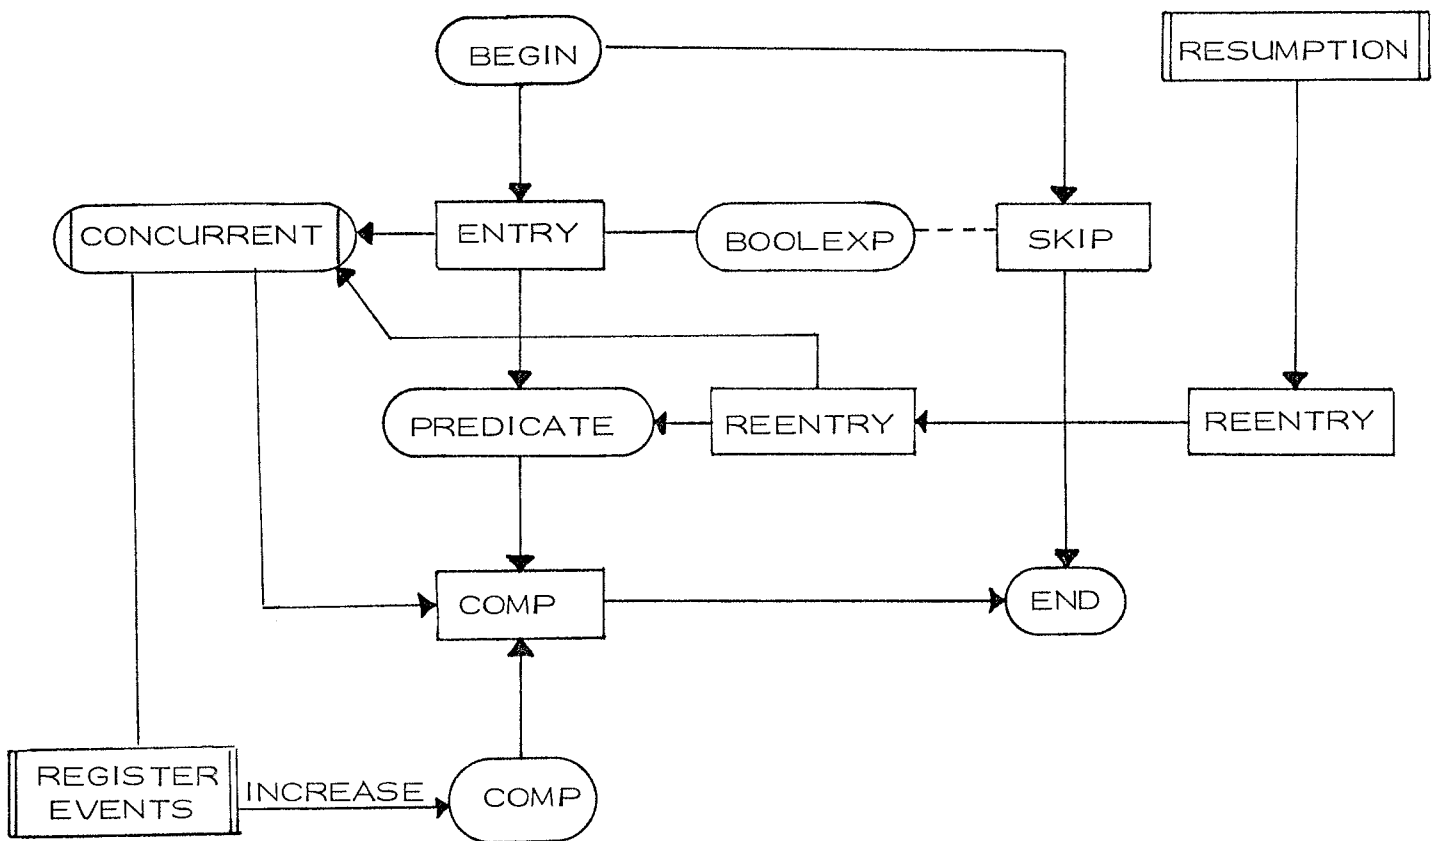 BEGIN
RESUMPTION
CONCURRENT
ENTRY
BOOLEXP
SKIP
PREDICATE
REENTRY
REENTRY
COMP
END
REGISTER
EVENTS
INCREASE
COMP